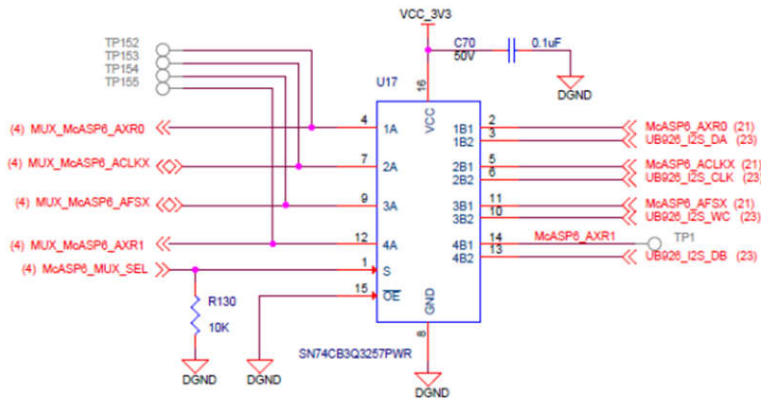 VCC_3V3
TP152
TP153
TP154
TP155
C70
0.1uF
50V
U17
DGND
16
VCC
(4) MUX_McASP6_AXR0
4
1A
1B1
2
McASP6_AXR0 (21)
1B2
3
UB926_I2S_DA (23)
(4) MUX_McASP6_ACLKX
7
2A
2B1
5
McASP6_ACLKX (21)
2B2
6
UB926_I2S_CLK (23)
(4) MUX_McASP6_AFSX
9
3A
3B1
11
McASP6_AFSX (21)
3B2
10
UB926_I2S_WC (23)
(4) MUX_McASP6_AXR1
12
4A
4B1
14
McASP6_AXR1
TP1
4B2
13
UB926_I2S_DB (23)
(4) McASP6_MUX_SEL
1
S
15
OE
GND
8
R130
10K
SN74CB3Q3257PWR
DGND
DGND
DGND